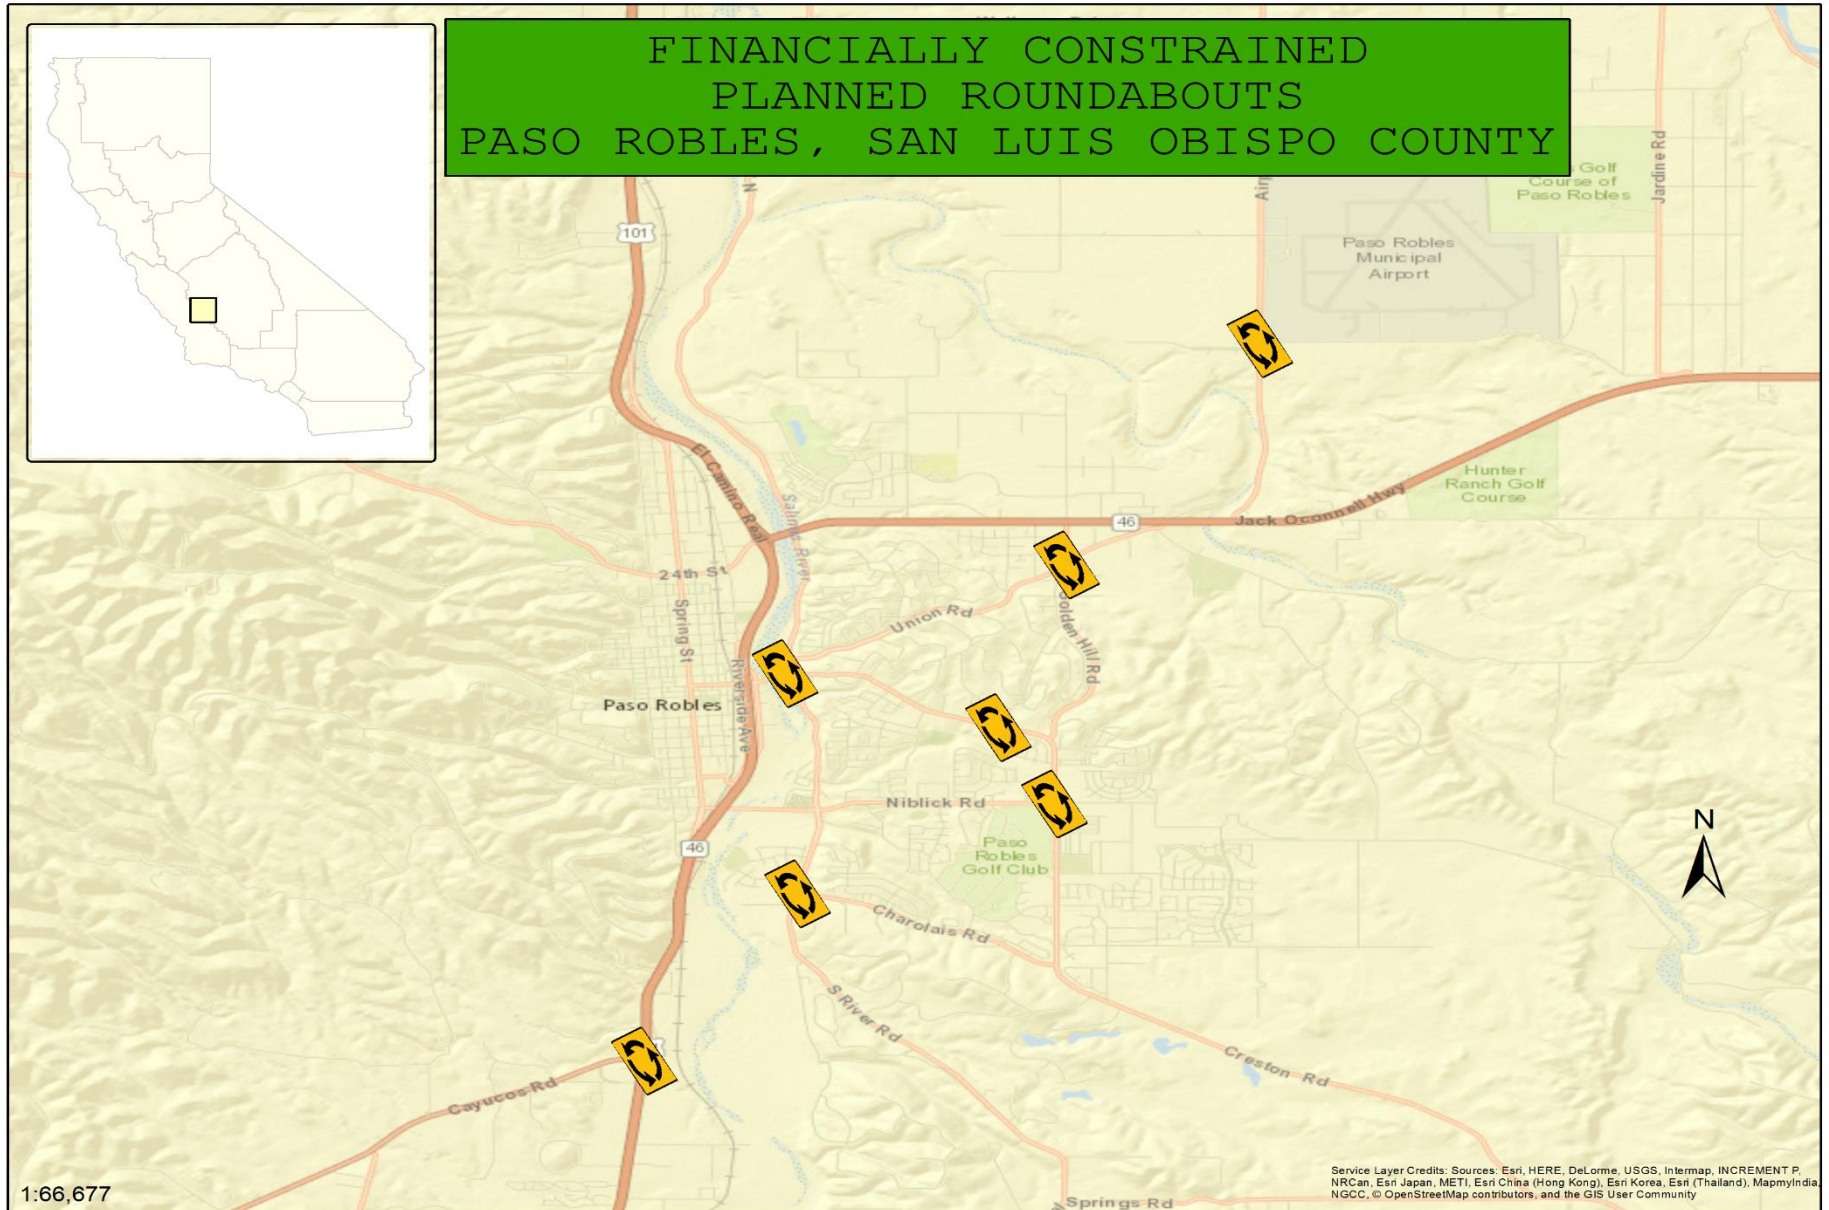 FINANCIALLY CONSTRAINED
PLANNED ROUNDABOUTS
PASO ROBLES, SAN LUIS OBISPO COUNTY
N
101
Jardine Rd
Golf
Course of
Paso Robles
Paso Robles
Municipal
Airport
El Camino Real
Salinas River
Hunter
Ranch Golf
Course
46
Jack Oconnell Hwy
24th St
Spring St
Union Rd
Golden Hill Rd
Riverside Ave
Paso Robles
Niblick Rd
46
Paso
Robles
Golf Club
N
Charolais Rd
S River Rd
Creston Rd
Cayucos Rd
Springs Rd
1:66,677
Service Layer Credits: Sources: Esri, HERE, DeLorme, USGS, Intermap, INCREMENT P,
NRCan, Esri Japan, METI, Esri China (Hong Kong), Esri Korea, Esri (Thailand), MapmyIndia,
NGCC, © OpenStreetMap contributors, and the GIS User Community